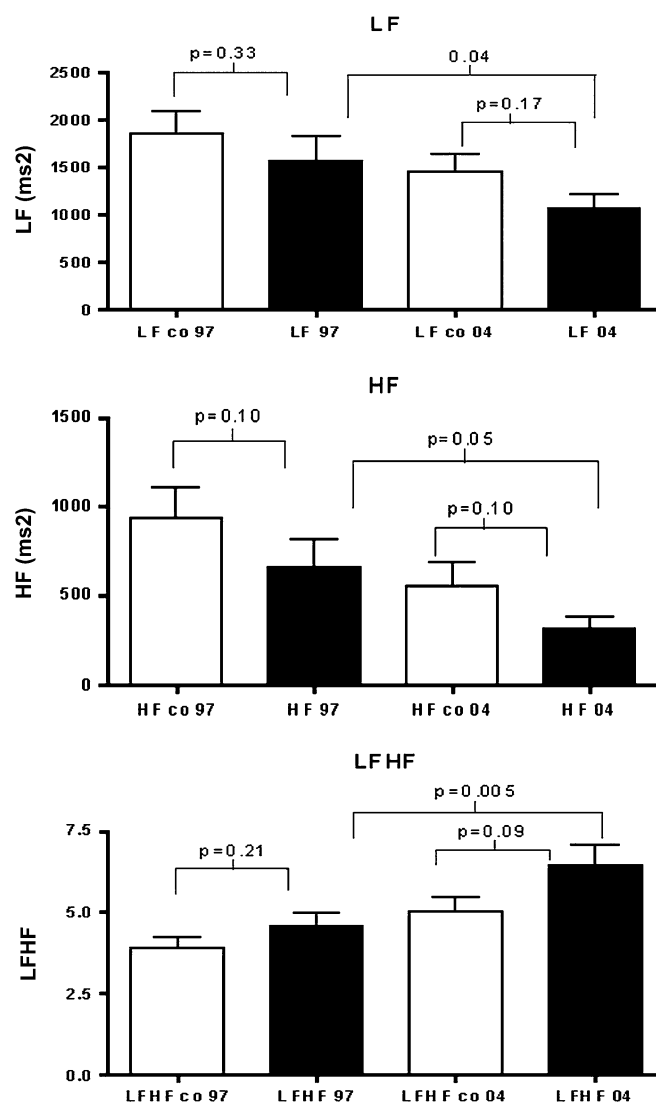 LF
p=0.33
0.04
p=0.17
2500
2000
1500
1000
500
0
LF (ms2)
LF co 97
LF 97
LF co 04
LF 04
HF
p=0.10
p=0.05
p=0.10
1500
1000
500
0
HF (ms2)
HF co 97
HF 97
HF co 04
HF 04
LFHF
p=0.005
p=0.21
p=0.09
7.5
5.0
2.5
0.0
LFHF
LFHF co 97
LFHF 97
LFHF co 04
LFHF 04